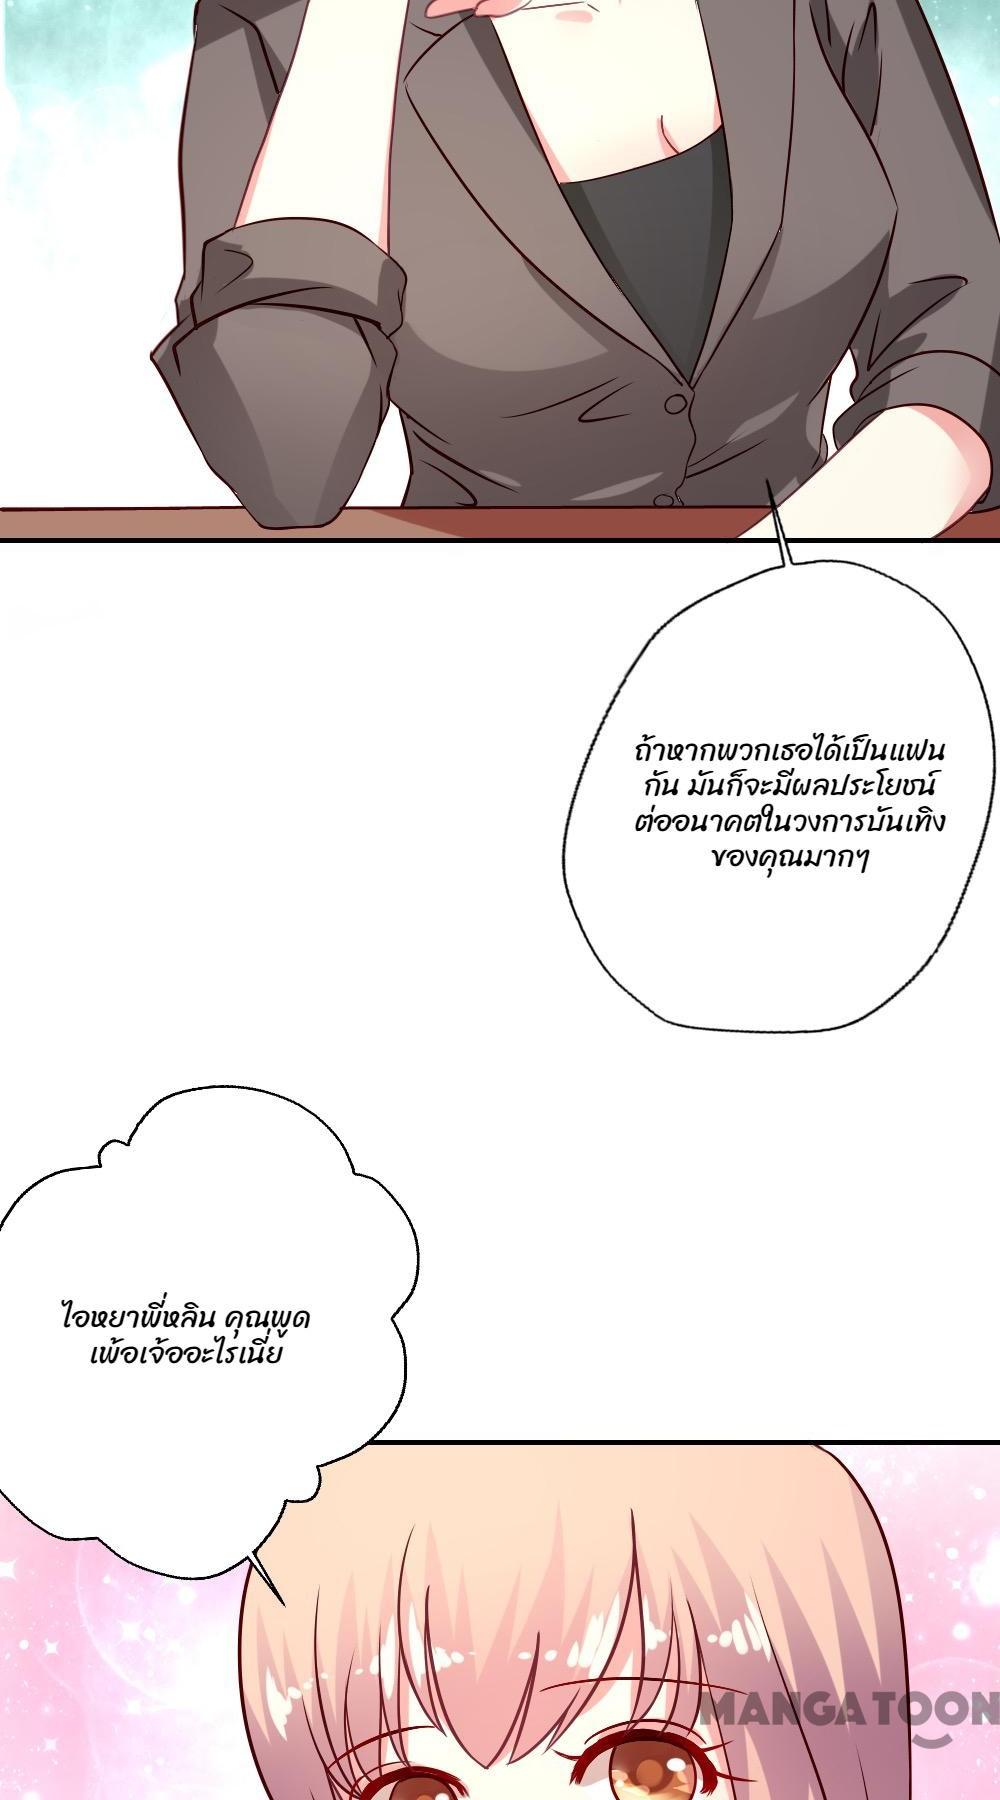 ถ้าหากพวกเธอได้เป็นแฟน
กัน มันก็จะมีผลประโยชน์
ต่ออนาคตในวงการบันเทิง
ของคุณมากๆ
ไอหยาพี่หลิน คุณพูด
เพ้อเจ้ออะไรเนี่ย
MANGATOON